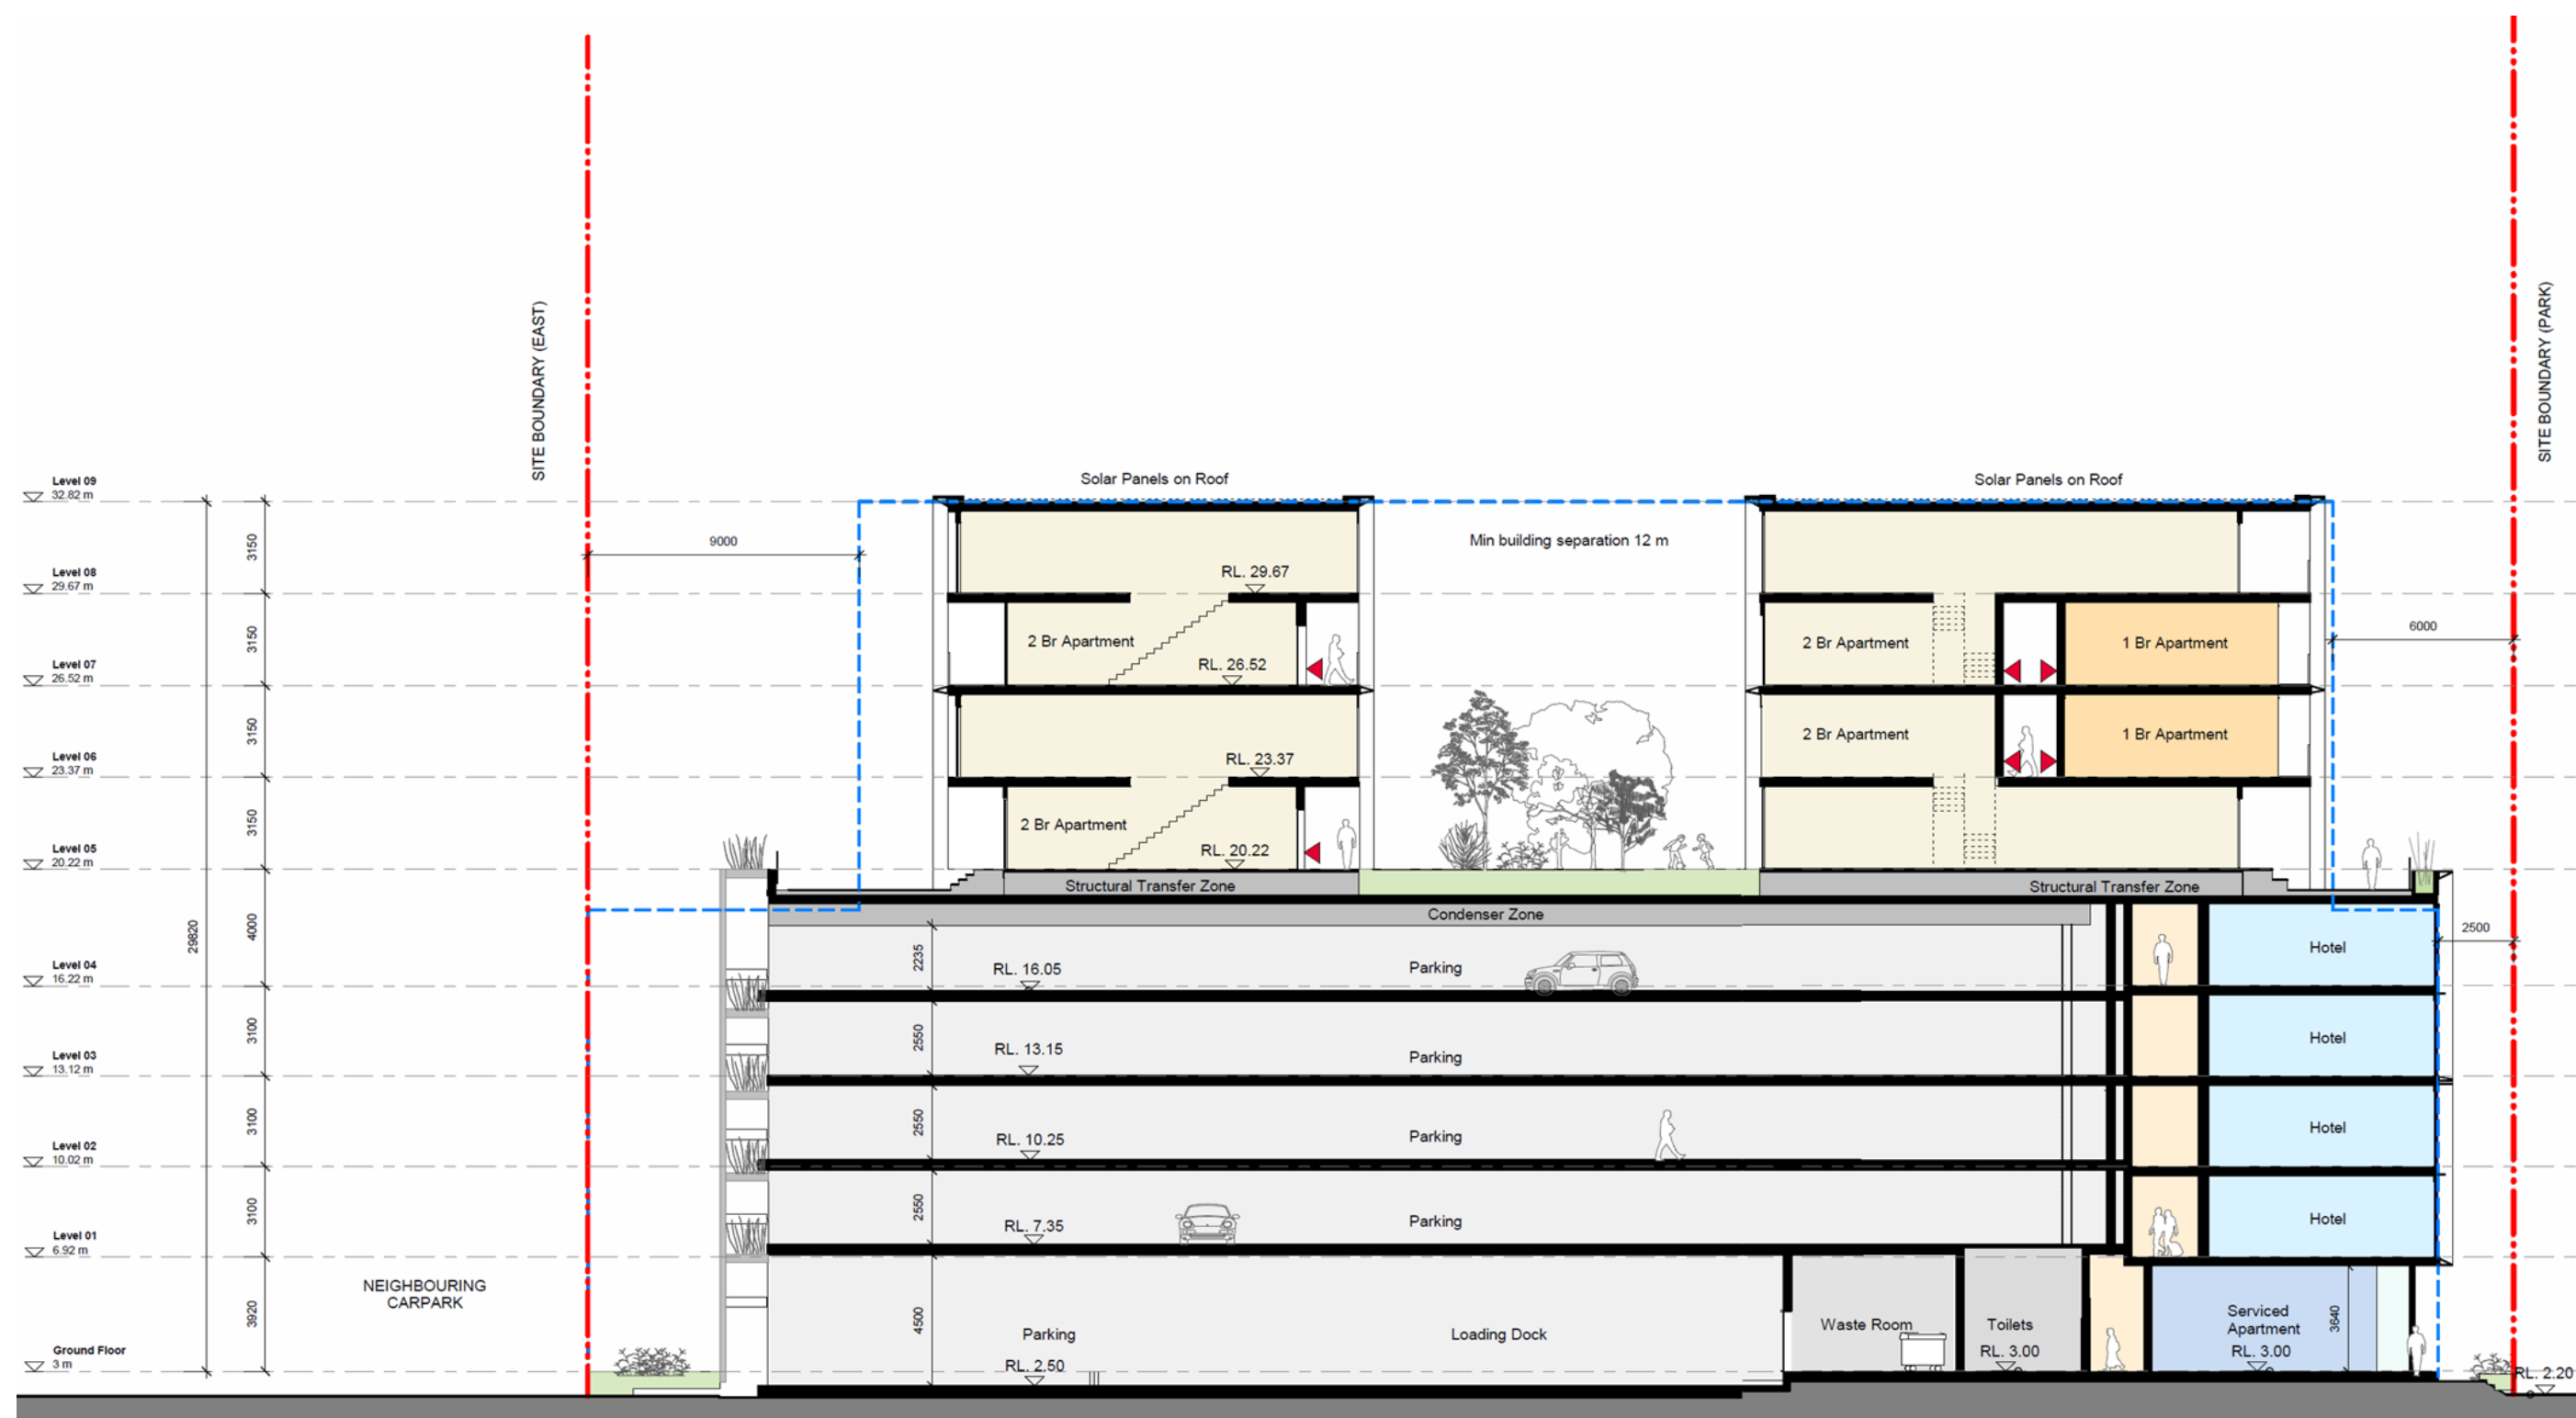 SITE BOUNDARY (EAST)
SITE BOUNDARY (PARK)
Solar Panels on Roof
Solar Panels on Roof
Level 09
32.82 m
3150
9000
Min building separation 12 m
RL. 29.67
Level 08
29.67 m
3150
2 Br Apartment
RL. 26.52
2 Br Apartment
1 Br Apartment
6000
Level 07
26.52 m
3150
RL. 23.37
2 Br Apartment
1 Br Apartment
Level 06
23.37 m
3150
2 Br Apartment
RL. 20.22
Level 05
20.22 m
Structural Transfer Zone
Structural Transfer Zone
Condenser Zone
29820
4000
2235
RL. 16.05
Parking
Hotel
2500
Level 04
16.22 m
3100
2550
RL. 13.15
Parking
Hotel
Level 03
13.12 m
3100
2550
RL. 10.25
Parking
Hotel
Level 02
10.02 m
3100
2550
RL. 7.35
Parking
Hotel
Level 01
6.92 m
NEIGHBOURING
CARPARK
3920
4500
Parking
RL. 2.50
Loading Dock
Waste Room
Toilets
RL. 3.00
Serviced
Apartment
RL. 3.00
3640
Ground Floor
3 m
RL. 2.20